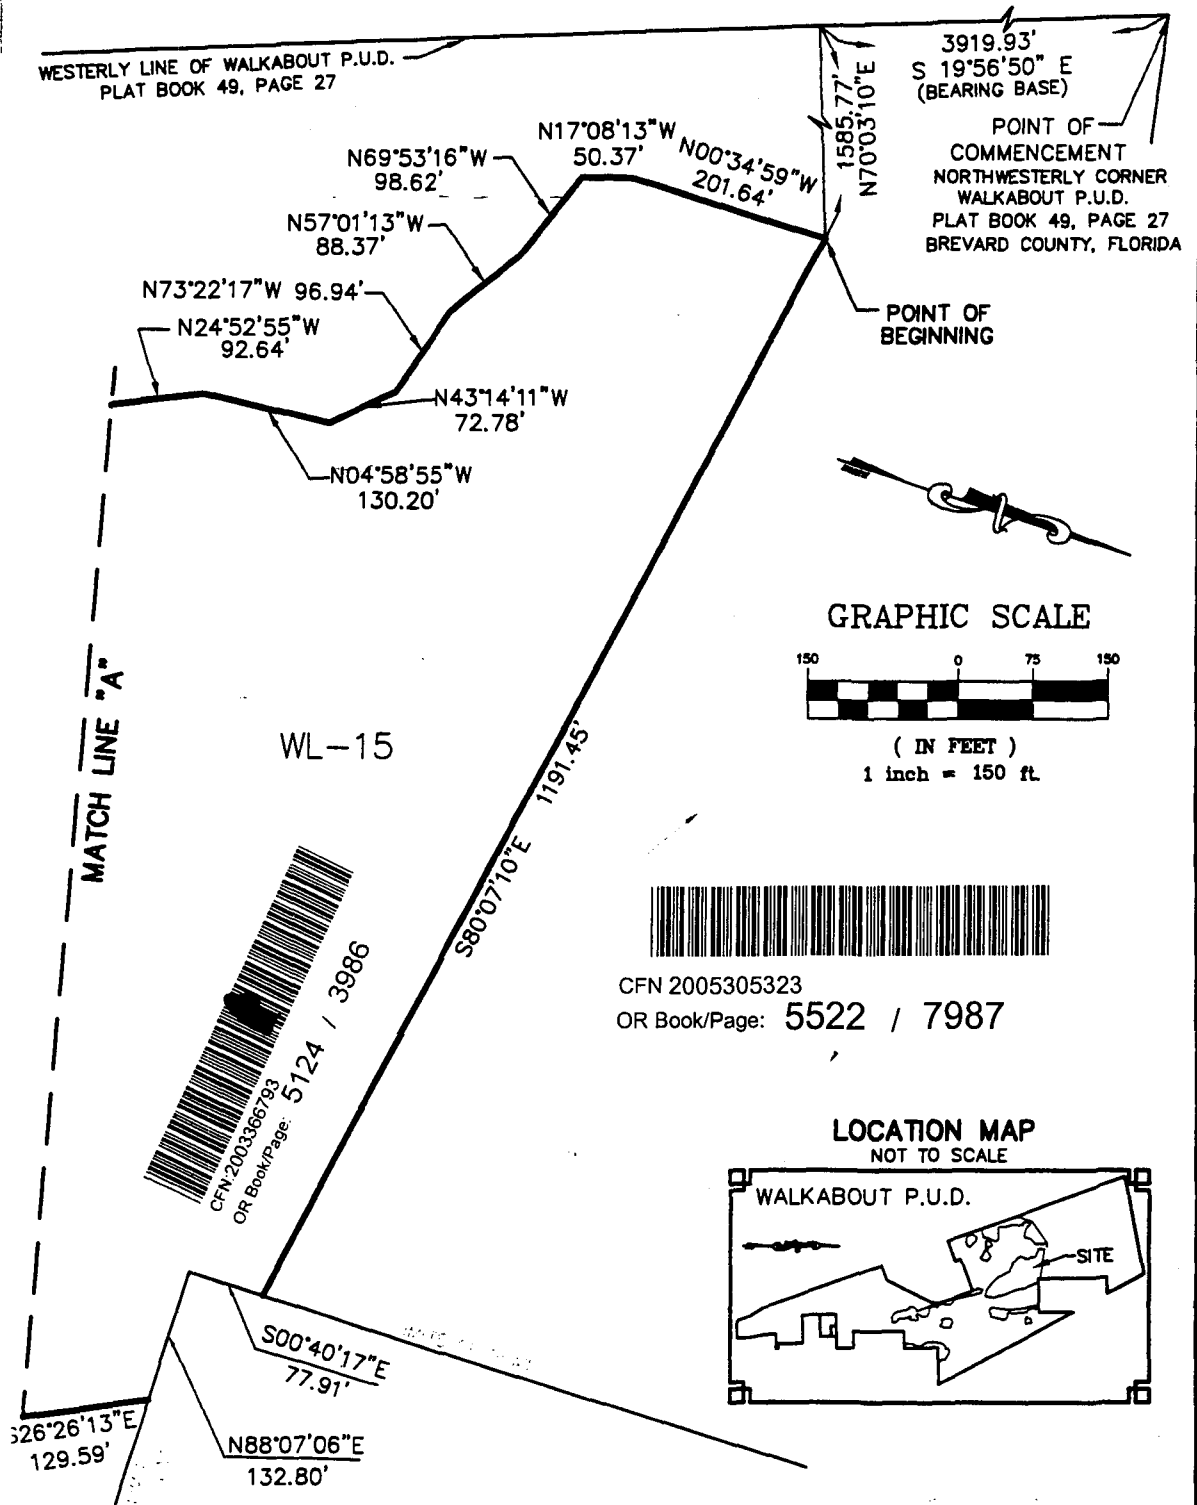 WESTERLY LINE OF WALKABOUT P.U.D.
PLAT BOOK 49, PAGE 27
3919.93'
S 19°56'50" E
(BEARING BASE)
1585.77'
N70°03'10"E
POINT OF
COMMENCEMENT
NORTHWESTERLY CORNER
WALKABOUT P.U.D.
PLAT BOOK 49, PAGE 27
BREVARD COUNTY, FLORIDA
N17°08'13"W
50.37'
N00°34'59"W
201.64'
N69°53'16"W
98.62'
N57°01'13"W
88.37'
N73°22'17"W 96.94'
N24°52'55"W
92.64'
POINT OF
BEGINNING
N43°14'11"W
72.78'
N04°58'55"W
130.20'
GRAPHIC SCALE
150 0 75 150
( IN FEET )
1 inch = 150 ft.
MATCH LINE "A"
WL-15
1191.45'
S80°07'10"E
CFN:2003366793
OR Book/Page: 5124 / 3986
CFN 2005305323
OR Book/Page: 5522 / 7987
LOCATION MAP
NOT TO SCALE
WALKABOUT P.U.D.
SITE
S00°40'17"E
77.91'
S26°26'13"E
129.59'
N88°07'06"E
132.80'